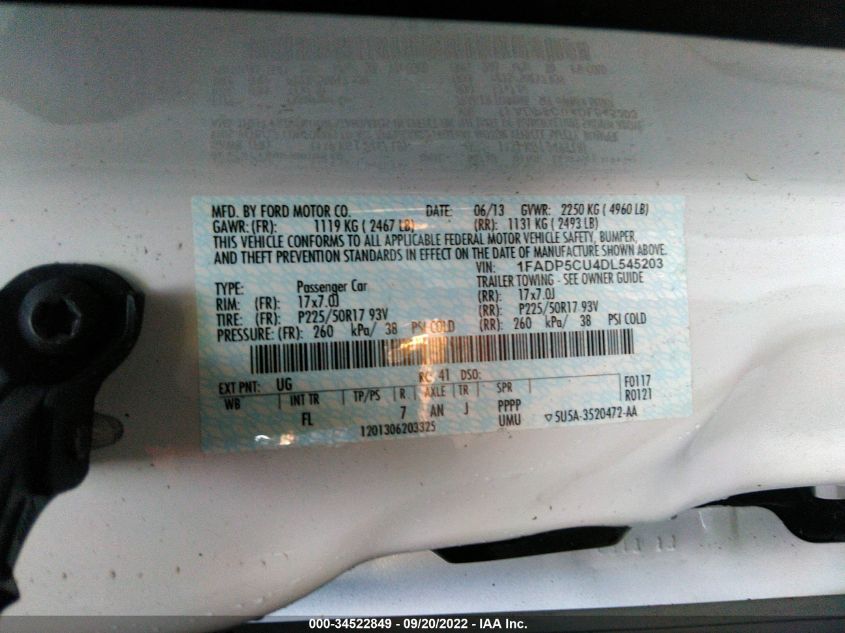 MFD. BY FORD MOTOR CO. DATE: 06/13 GVWR: 2250 KG ( 4960 LB)
GAWR: (FR): 1119 KG ( 2467 LB) (RR): 1131 KG ( 2493 LB)
THIS VEHICLE CONFORMS TO ALL APPLICABLE FEDERAL MOTOR VEHICLE SAFETY, BUMPER,
AND THEFT PREVENTION STANDARDS IN EFFECT ON THE DATE OF MANUFACTURE SHOWN ABOVE.
VIN: 1FADP5CU4DL545203
TYPE: Passenger Car TRAILER TOWING - SEE OWNER GUIDE
RIM: (FR): 17x7.0J (RR): 17x7.0J
TIRE: (FR): P225/50R17 93V (RR): P225/50R17 93V
PRESSURE: (FR): 260 kPa/ 38 PSI COLD (RR): 260 kPa/ 38 PSI COLD
EXT PNT: UG RC: 41 DSO: F0117
WB INT TR TP/PS R AXLE TR SPR R0121
FL 7 AN J PPPP
1201306203325 UMU ▽5U5A-3520472-AA
000-34522849 - 09/20/2022 - IAA Inc.